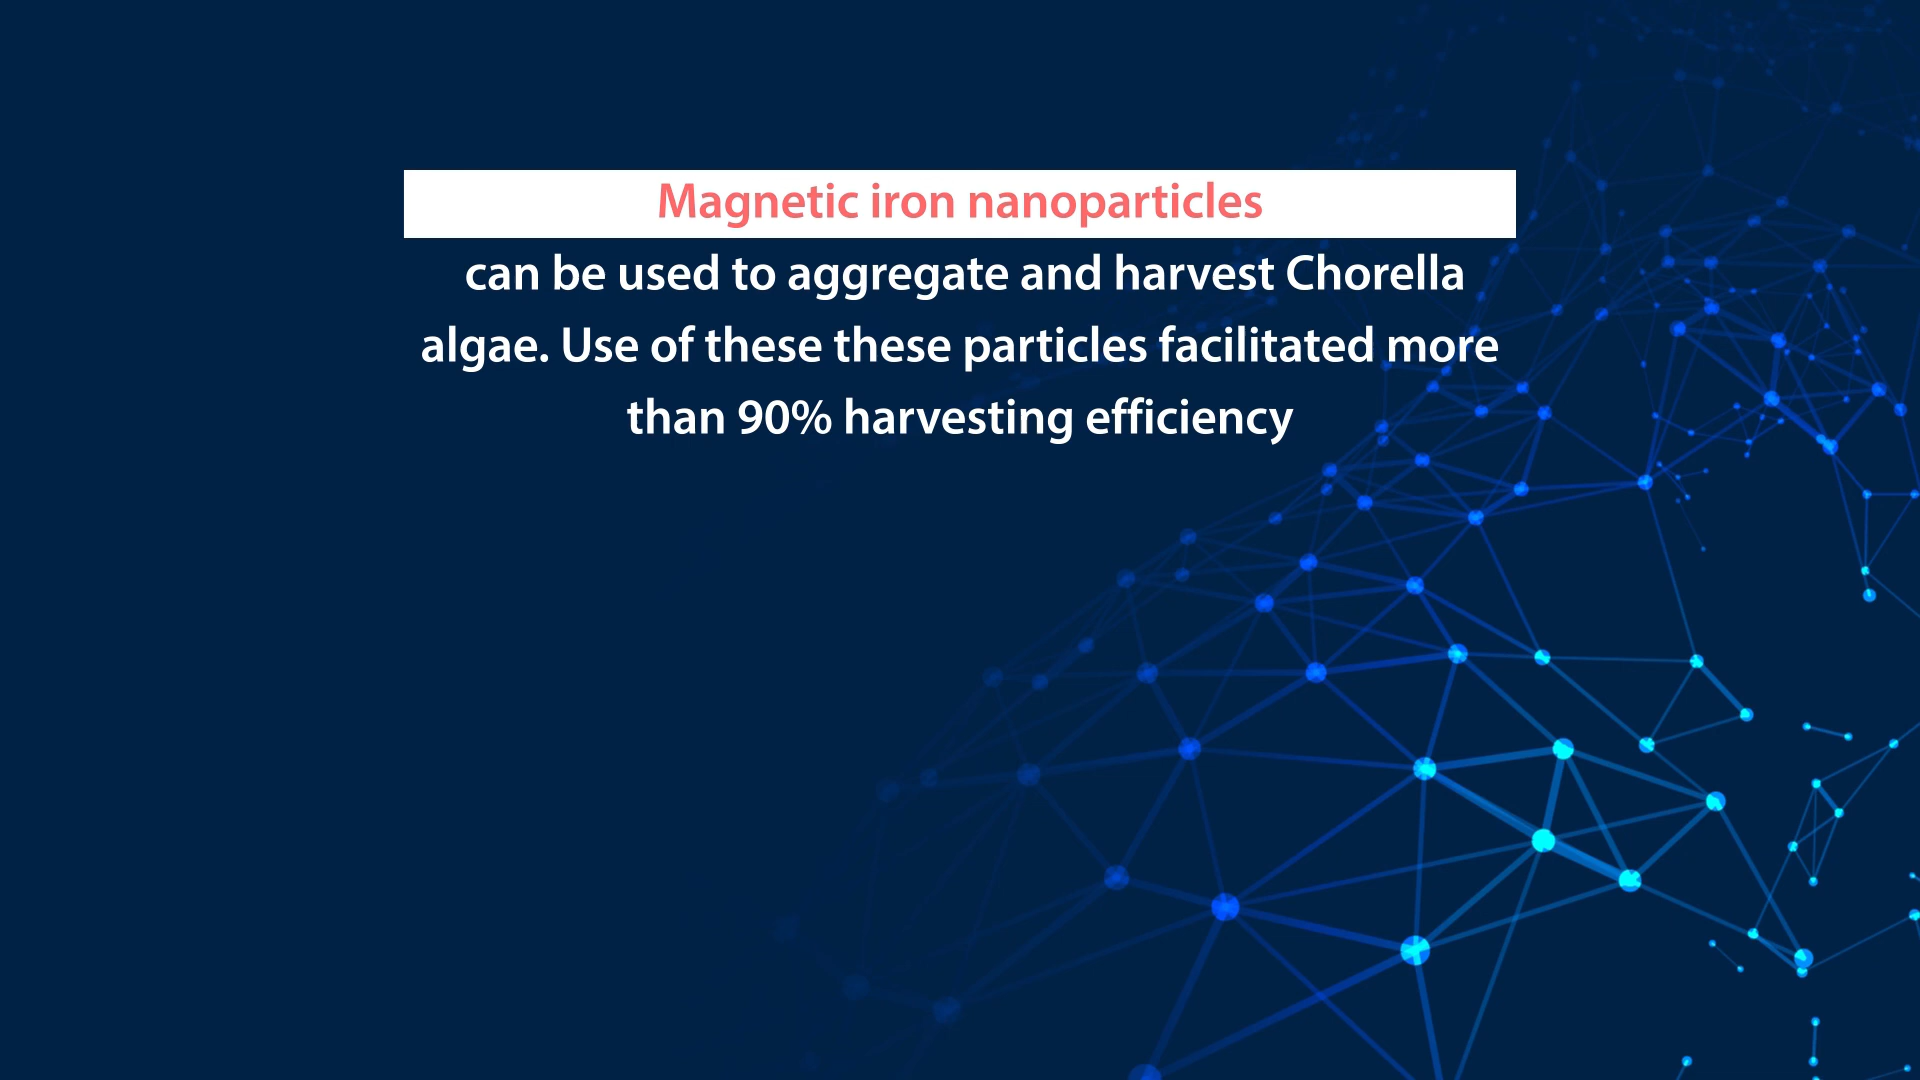 Magnetic iron nanoparticles
can be used to aggregate and harvest Chorella
algae. Use of these these particles facilitated more
than 90% harvesting efficiency